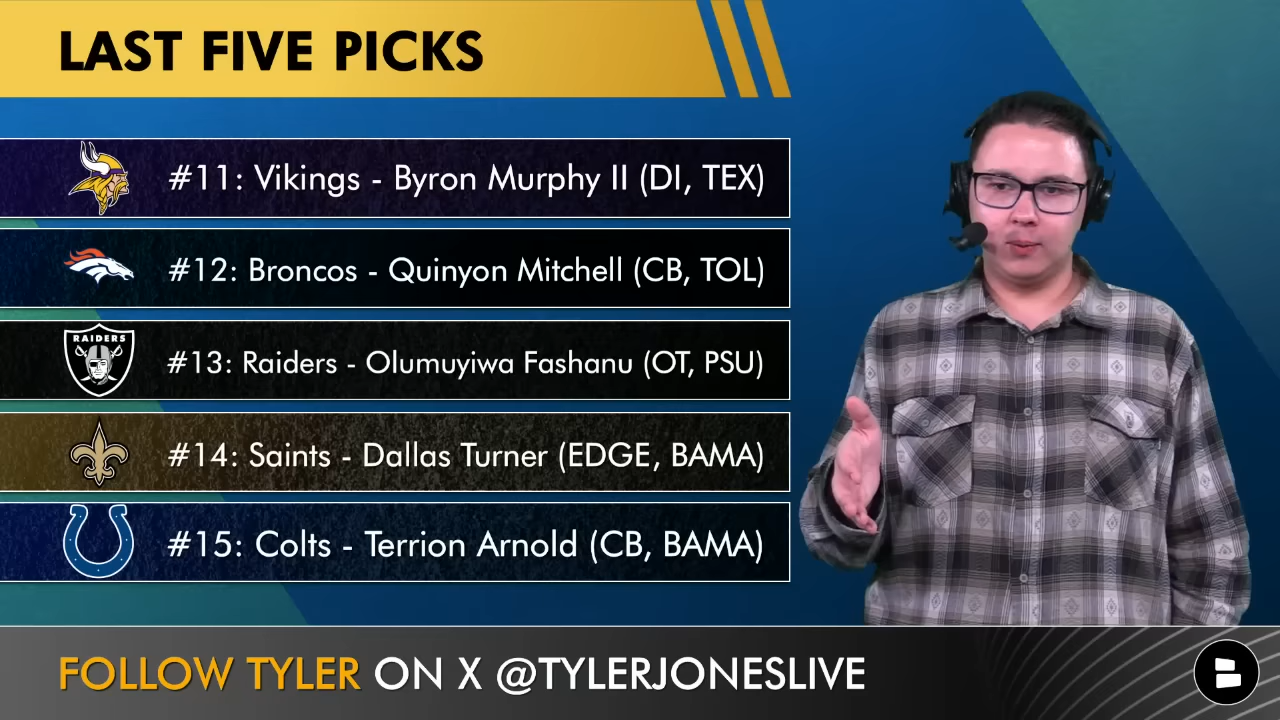 LAST FIVE PICKS
#11: Vikings - Byron Murphy II (DI, TEX)
#12: Broncos - Quinyon Mitchell (CB, TOL)
RAIDERS
#13: Raiders - Olumuyiwa Fashanu (OT, PSU)
#14: Saints - Dallas Turner (EDGE, BAMA)
#15: Colts - Terrion Arnold (CB, BAMA)
FOLLOW TYLER ON X @TYLERJONESLIVE